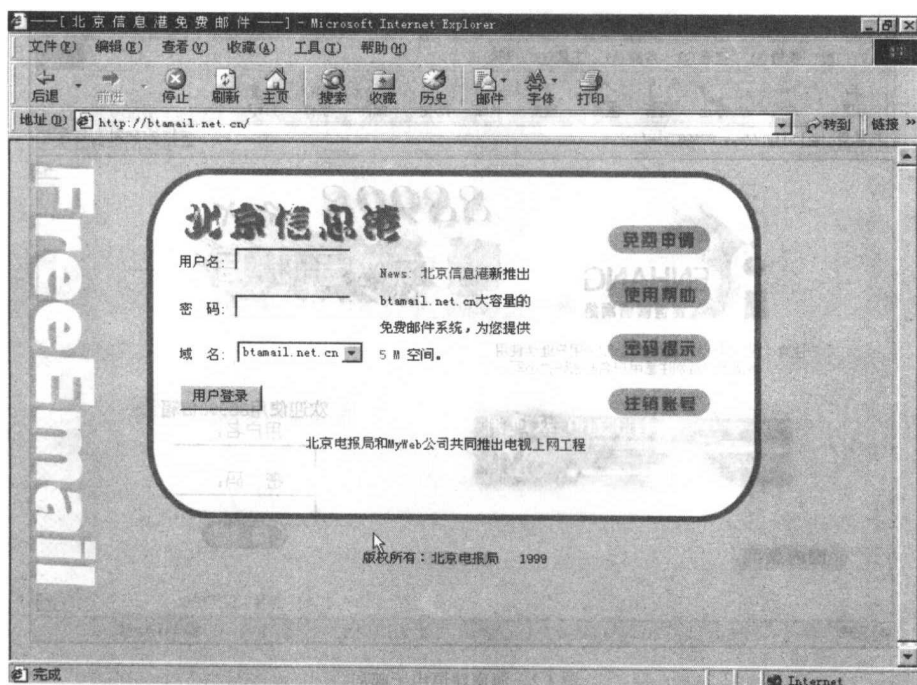 ——[ 北 京 信 息 港 免 费 邮 件 ——] - Microsoft Internet Explorer
文件(F) 编辑(E) 查看(V) 收藏(A) 工具(T) 帮助(H)
后退 前进 停止 刷新 主页 搜索 收藏 历史 邮件 字体 打印
地址(D) http://btamail.net.cn/ 转到 链接 »
FreeEmail
北京信息港
用户名:
密 码:
域 名: btamail.net.cn
用户登录
News: 北京信息港新推出
btamail.net.cn大容量的
免费邮件系统，为您提供
5 M 空间。
免费申请
使用帮助
密码提示
注销账号
北京电报局和MyWeb公司共同推出电视上网工程
版权所有：北京电报局 1999
完成 Internet